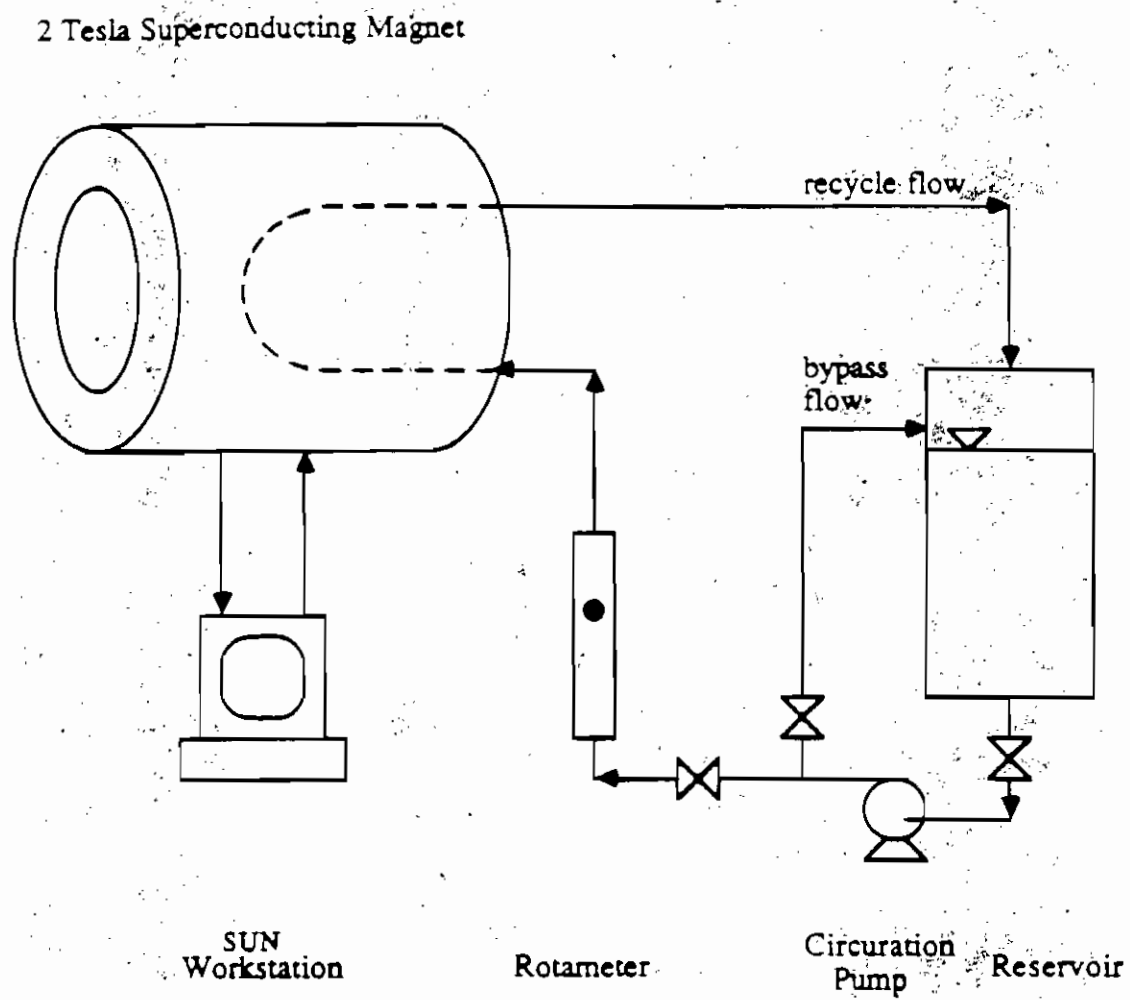 2 Tesla Superconducting Magnet
recycle flow
bypass
flow
SUN
Workstation
Rotameter
Circuration
Pump
Reservoir